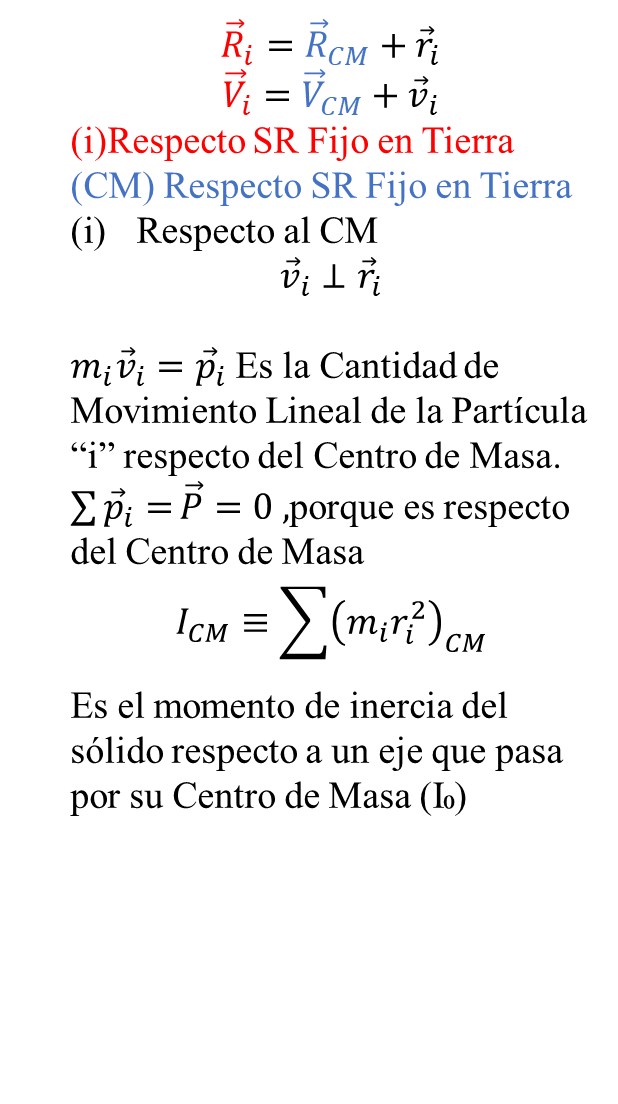 R⃗ᵢ = R⃗_CM + r⃗ᵢ
V⃗ᵢ = V⃗_CM + v⃗ᵢ
(i)Respecto SR Fijo en Tierra
(CM) Respecto SR Fijo en Tierra
(i) Respecto al CM
v⃗ᵢ ⊥ r⃗ᵢ
mᵢv⃗ᵢ = p⃗ᵢ Es la Cantidad de
Movimiento Lineal de la Partícula
“i” respecto del Centro de Masa.
∑ p⃗ᵢ = P⃗ = 0 ,porque es respecto
del Centro de Masa
I_CM ≡ ∑(mᵢrᵢ²)_CM
Es el momento de inercia del
sólido respecto a un eje que pasa
por su Centro de Masa (I₀)